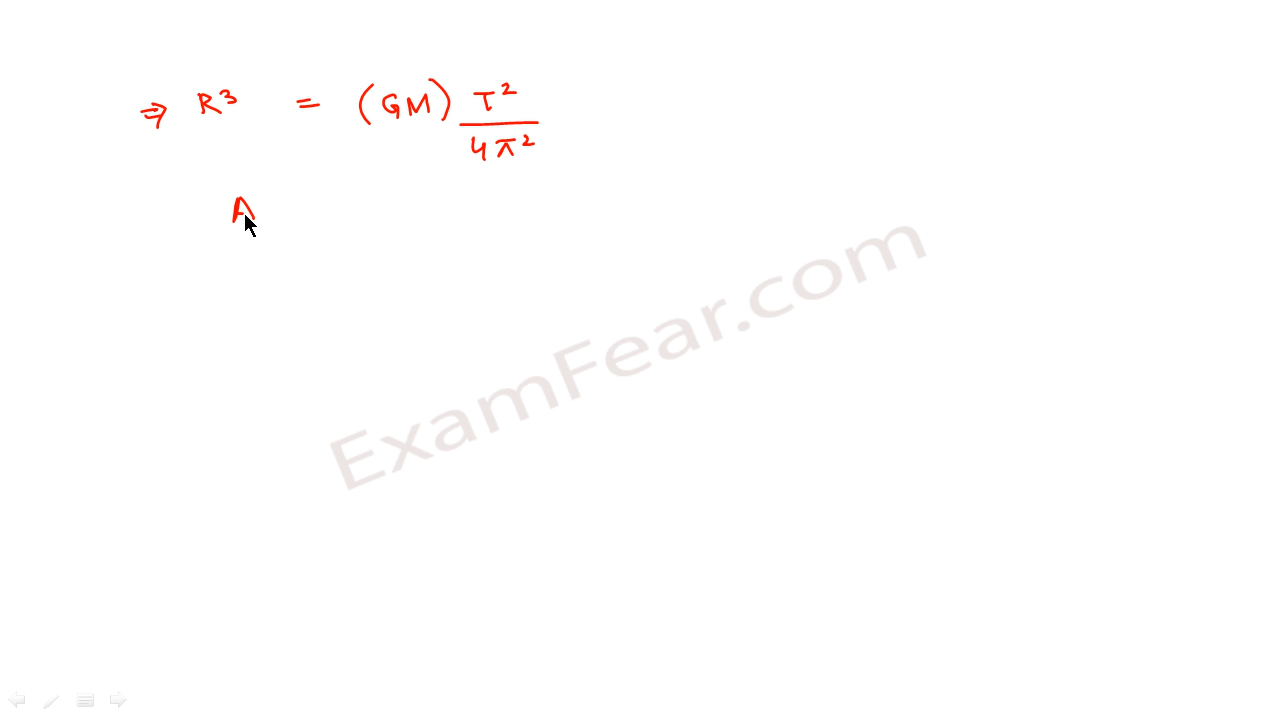 ⇒ R³ = (GM) T² / 4π²
A
ExamFear.com